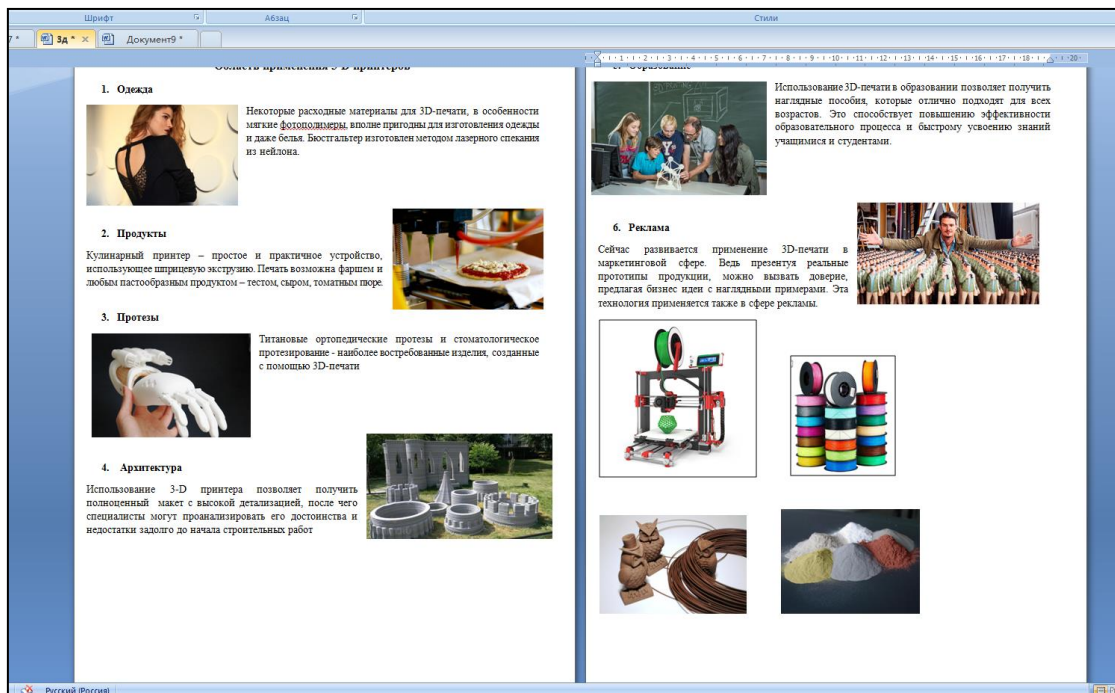 Шрифт
Абзац
Стили
3д *
Документ9 *
Область применения 3-D принтеров
1. Одежда
Некоторые расходные материалы для 3D-печати, в особенности
мягкие фотополимеры, вполне пригодны для изготовления одежды
и даже белья. Бюстгальтер изготовлен методом лазерного спекания
из нейлона.
2. Продукты
Кулинарный принтер – простое и практичное устройство,
использующее шприцевую экструзию. Печать возможна фаршем и
любым пастообразным продуктом – тестом, сыром, томатным пюре.
3. Протезы
Титановые ортопедические протезы и стоматологическое
протезирование - наиболее востребованные изделия, созданные
с помощью 3D-печати
4. Архитектура
Использование 3-D принтера позволяет получить
полноценный макет с высокой детализацией, после чего
специалисты могут проанализировать его достоинства и
недостатки задолго до начала строительных работ
5. Образование
Использование 3D-печати в образовании позволяет получить
наглядные пособия, которые отлично подходят для всех
возрастов. Это способствует повышению эффективности
образовательного процесса и быстрому усвоению знаний
учащимися и студентами.
6. Реклама
Сейчас развивается применение 3D-печати в
маркетинговой сфере. Ведь презентуя реальные
прототипы продукции, можно вызвать доверие,
предлагая бизнес идеи с наглядными примерами. Эта
технология применяется также в сфере рекламы.
Русский (Россия)